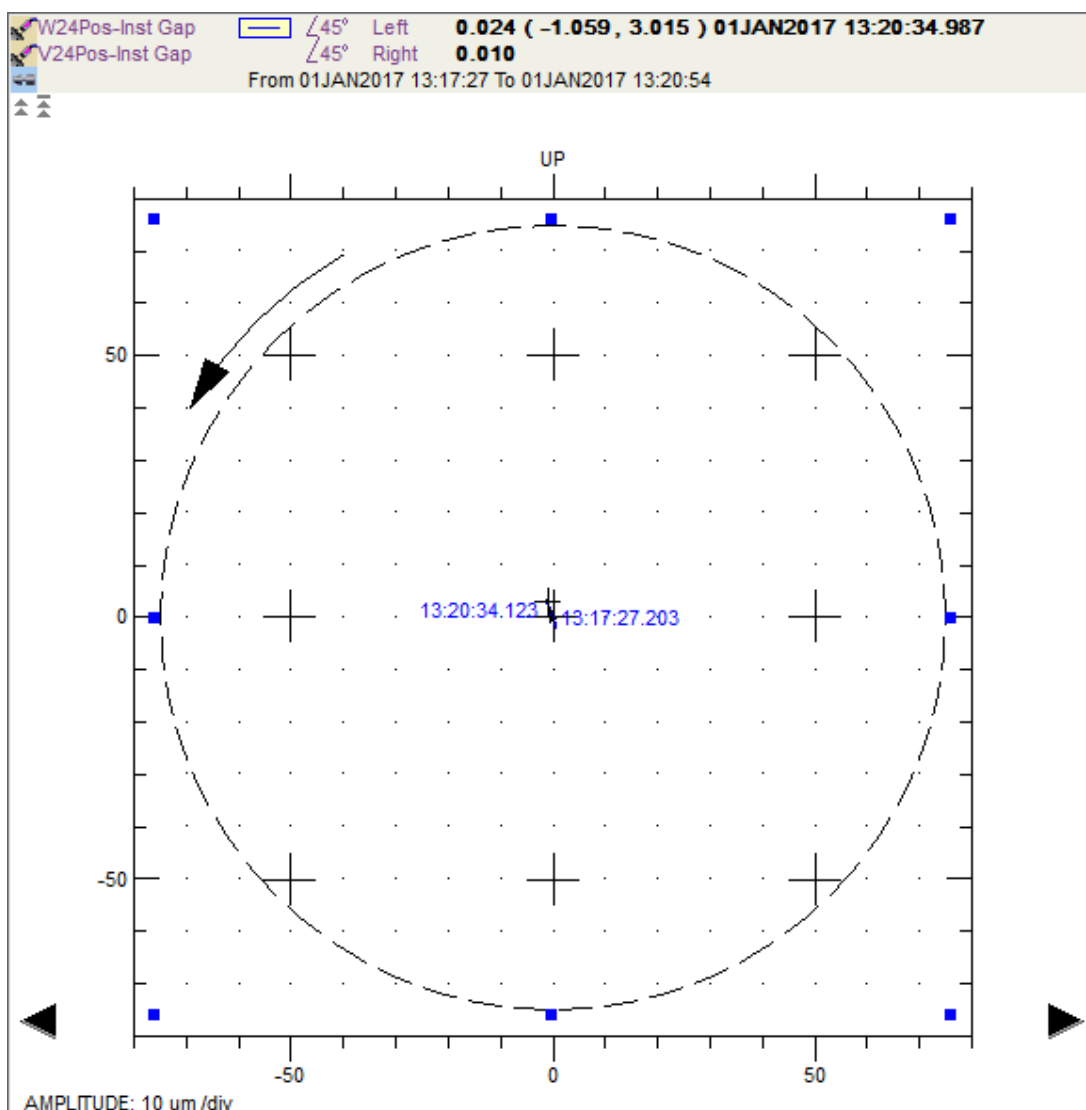 W24Pos-Inst Gap ∠45° Left 0.024 ( -1.059 , 3.015 ) 01JAN2017 13:20:34.987
V24Pos-Inst Gap ∠45° Right 0.010
From 01JAN2017 13:17:27 To 01JAN2017 13:20:54
UP
50
0
13:20:34.123
13:17:27.203
-50
-50
0
50
AMPLITUDE: 10 um/div